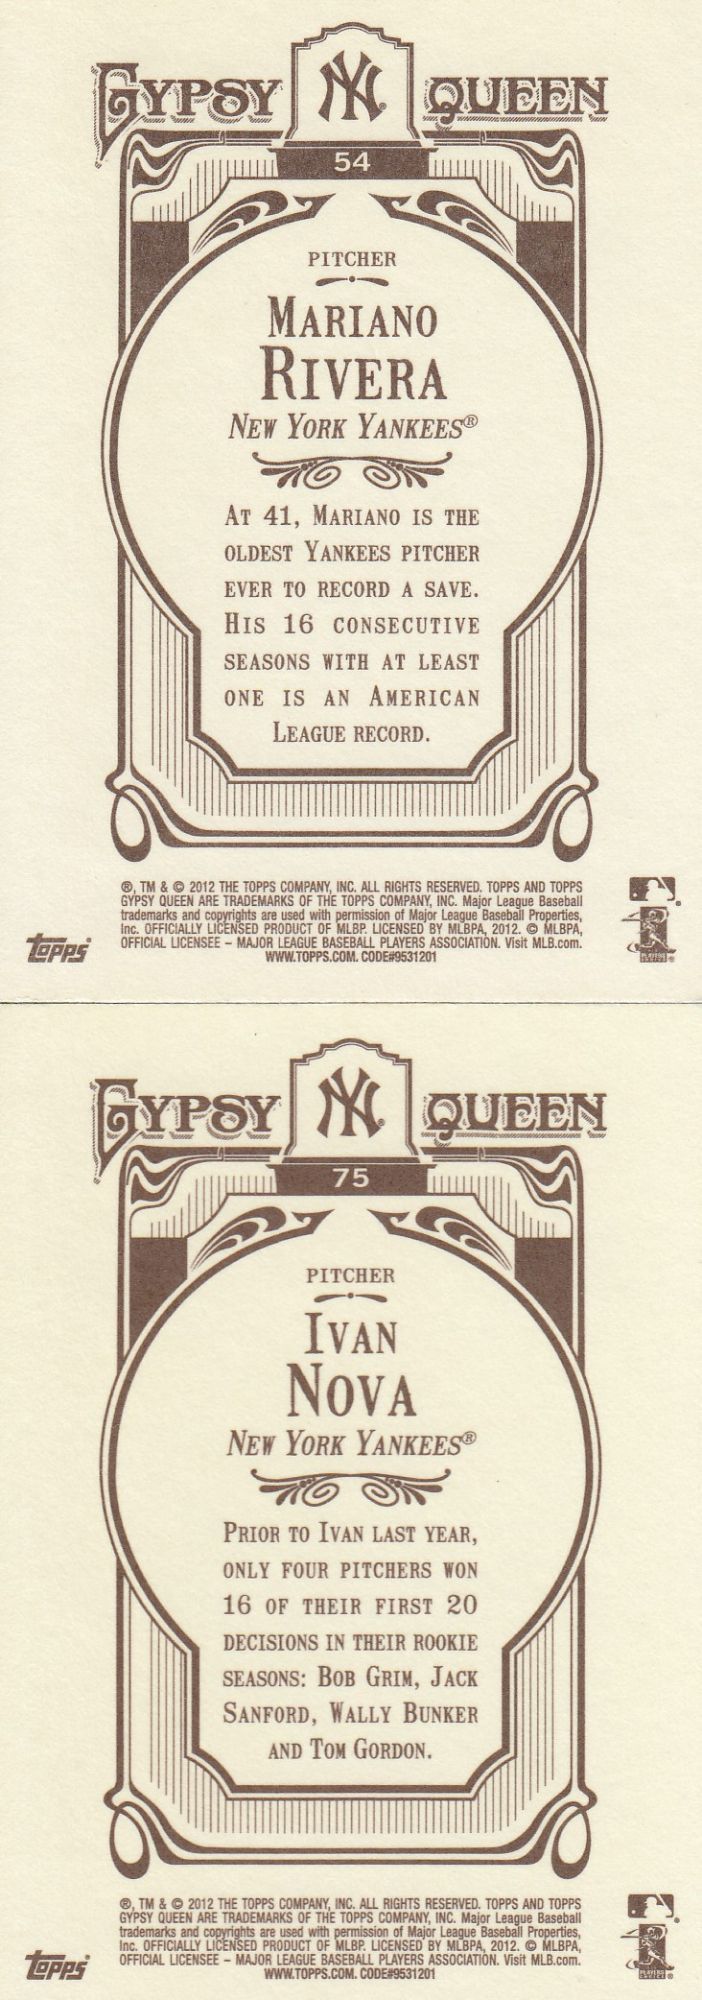 GYPSY NY QUEEN
54
PITCHER
MARIANO
RIVERA
NEW YORK YANKEES®
AT 41, MARIANO IS THE
OLDEST YANKEES PITCHER
EVER TO RECORD A SAVE.
HIS 16 CONSECUTIVE
SEASONS WITH AT LEAST
ONE IS AN AMERICAN
LEAGUE RECORD.
®, TM & © 2012 THE TOPPS COMPANY, INC. ALL RIGHTS RESERVED. TOPPS AND TOPPS
GYPSY QUEEN ARE TRADEMARKS OF THE TOPPS COMPANY, INC. Major League Baseball
trademarks and copyrights are used with permission of Major League Baseball Properties,
Inc. OFFICIALLY LICENSED PRODUCT OF MLBP. LICENSED BY MLBPA, 2012. © MLBPA,
OFFICIAL LICENSEE – MAJOR LEAGUE BASEBALL PLAYERS ASSOCIATION. Visit MLB.com.
WWW.TOPPS.COM. CODE#9531201
Topps
PLAYERS
CHOICE ®
GYPSY NY QUEEN
75
PITCHER
IVAN
NOVA
NEW YORK YANKEES®
PRIOR TO IVAN LAST YEAR,
ONLY FOUR PITCHERS WON
16 OF THEIR FIRST 20
DECISIONS IN THEIR ROOKIE
SEASONS: BOB GRIM, JACK
SANFORD, WALLY BUNKER
AND TOM GORDON.
®, TM & © 2012 THE TOPPS COMPANY, INC. ALL RIGHTS RESERVED. TOPPS AND TOPPS
GYPSY QUEEN ARE TRADEMARKS OF THE TOPPS COMPANY, INC. Major League Baseball
trademarks and copyrights are used with permission of Major League Baseball Properties,
Inc. OFFICIALLY LICENSED PRODUCT OF MLBP. LICENSED BY MLBPA, 2012. © MLBPA,
OFFICIAL LICENSEE – MAJOR LEAGUE BASEBALL PLAYERS ASSOCIATION. Visit MLB.com.
WWW.TOPPS.COM. CODE#9531201
Topps
PLAYERS
CHOICE ®